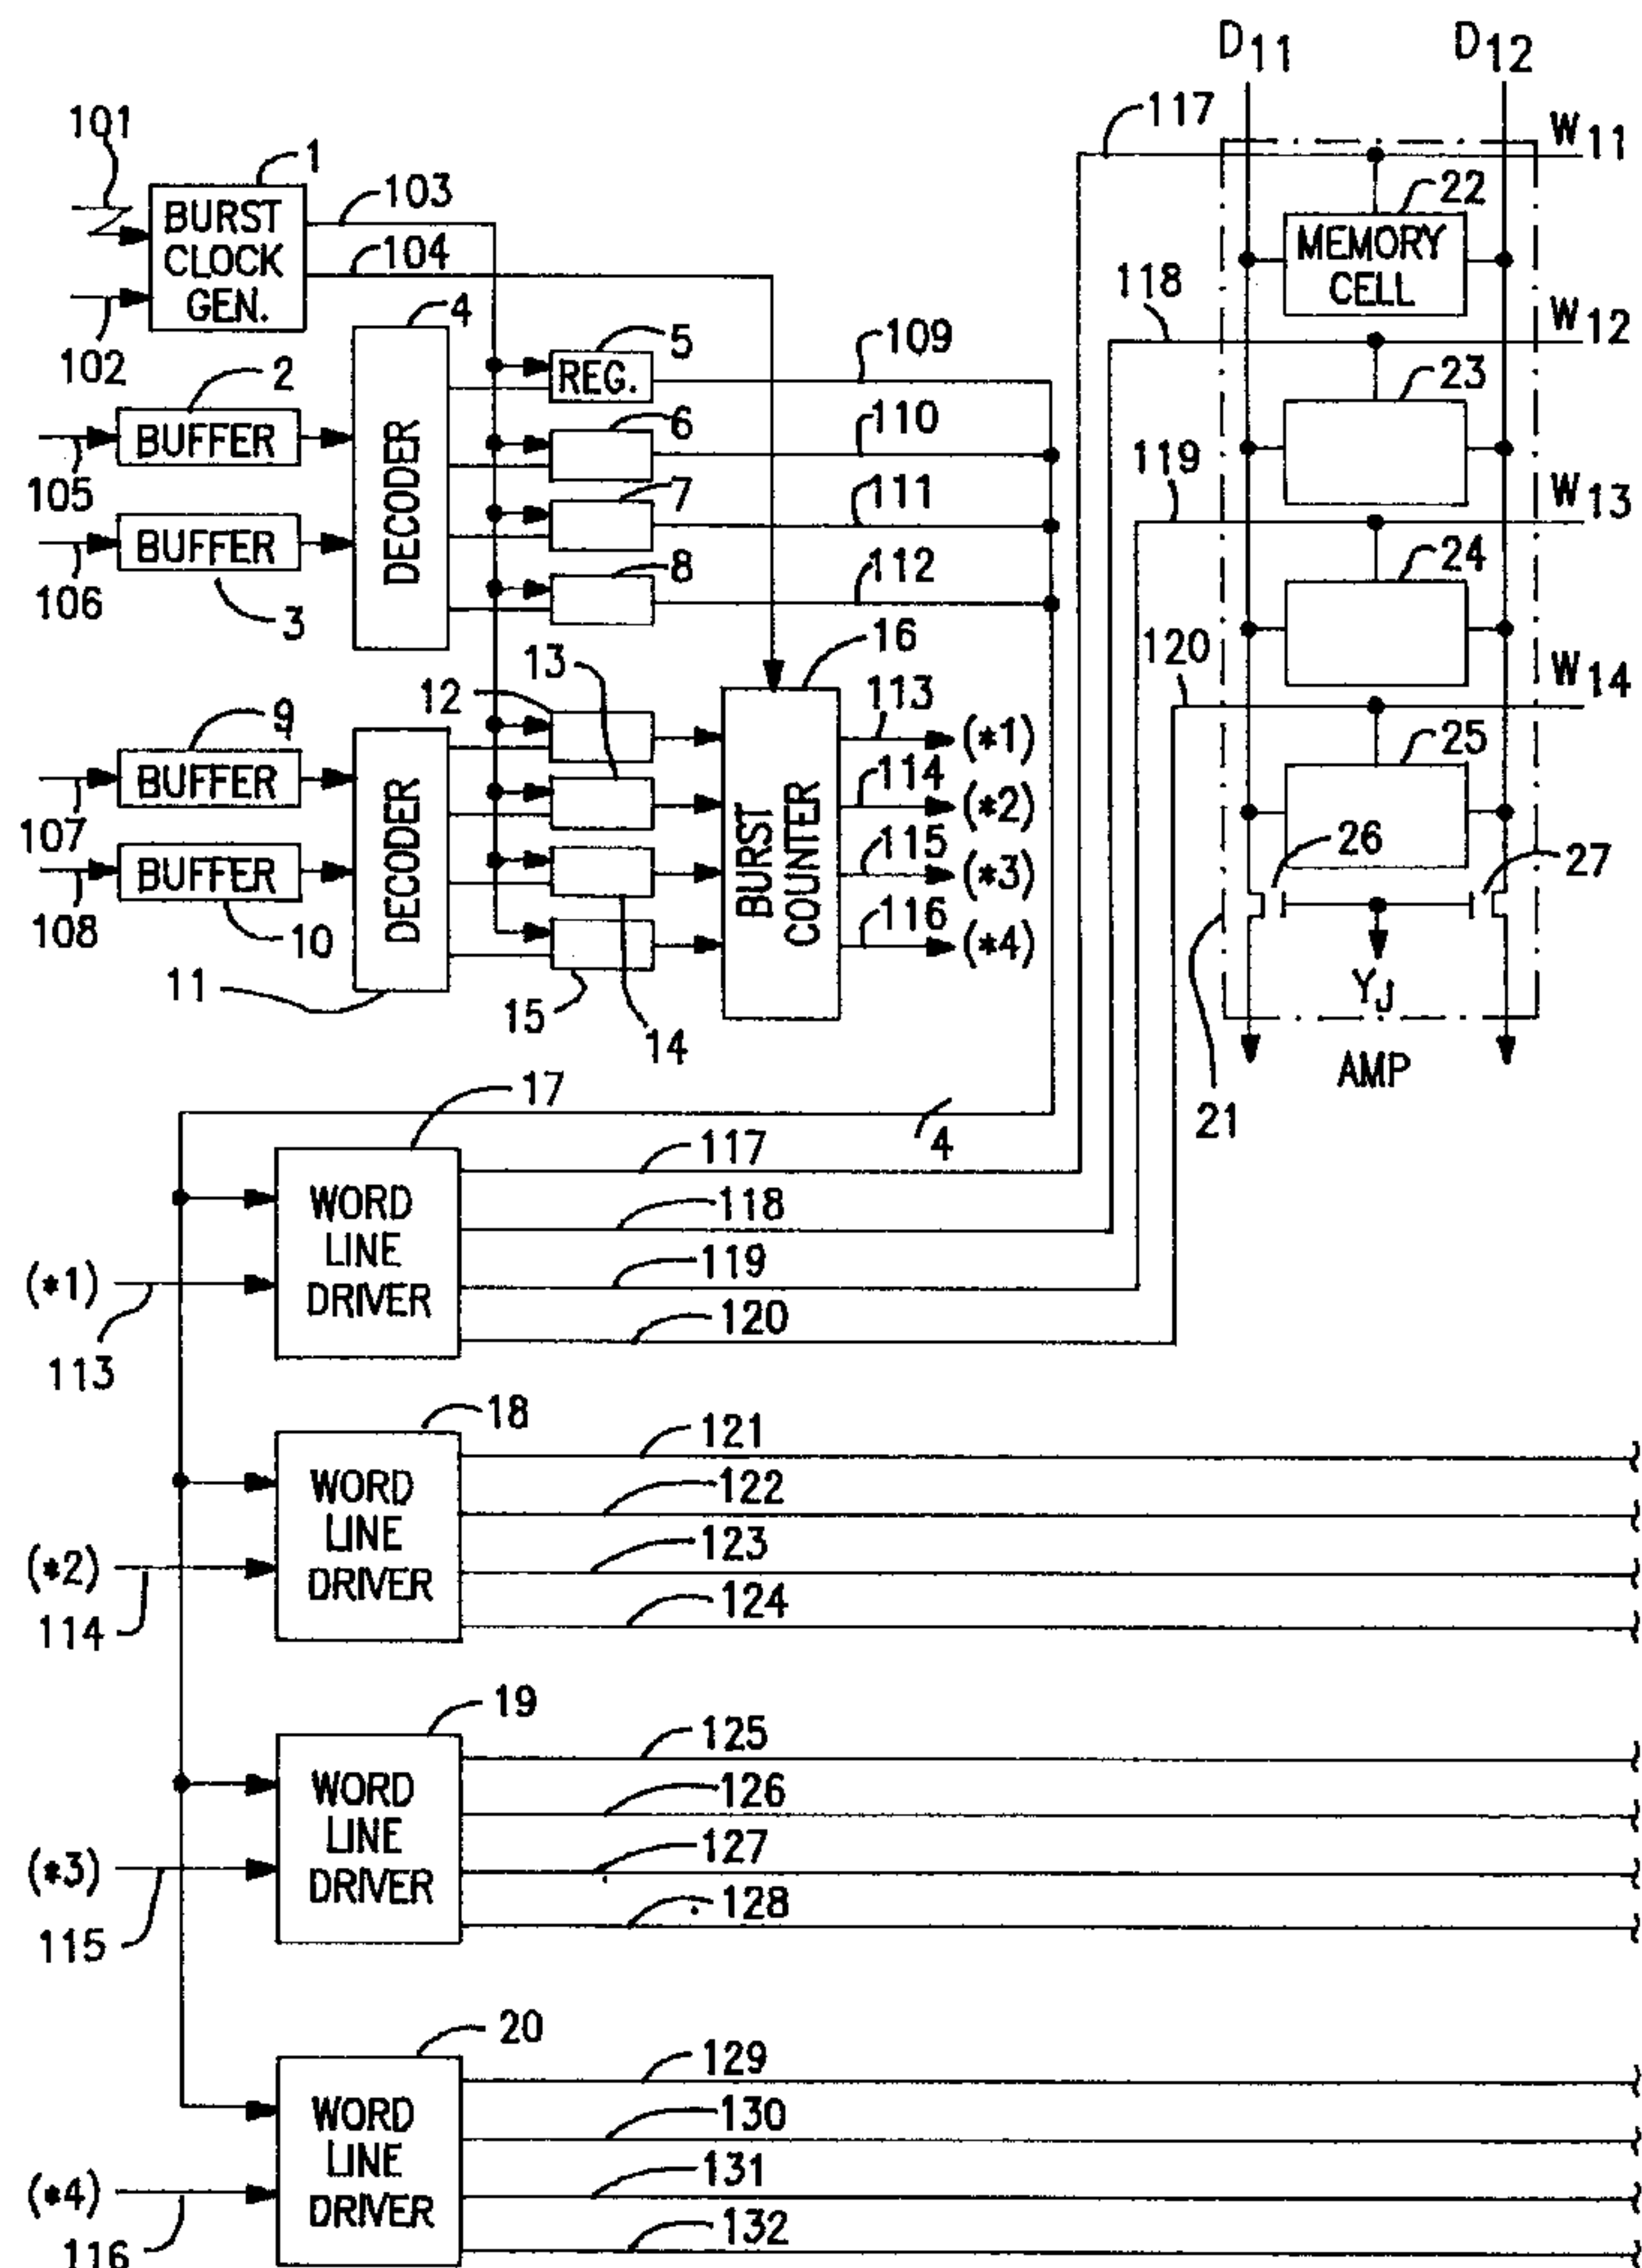 D11 D12
101 1 103 117 W11
BURST
CLOCK
GEN.
104 22
MEMORY
CELL
102 4 118 W12
2 5 109
BUFFER REG. 23
105 6 110
DECODER
119 W13
7 111
BUFFER
106 3 8 112 24
13 16 120 W14
12 113 (*1)
9 25
BUFFER
107 114 (*2)
DECODER
BURST
COUNTER
26 27
BUFFER 115 (*3)
108 10 116 (*4)
YJ
11 15 14
AMP
21
17 4
117
WORD
LINE
DRIVER
118
119
(*1) 120
113
18
121
WORD
LINE
DRIVER
122
123
(*2) 124
114
19
125
WORD
LINE
DRIVER
126
127
(*3) 128
115
20
129
WORD
LINE
DRIVER
130
131
(*4) 132
116